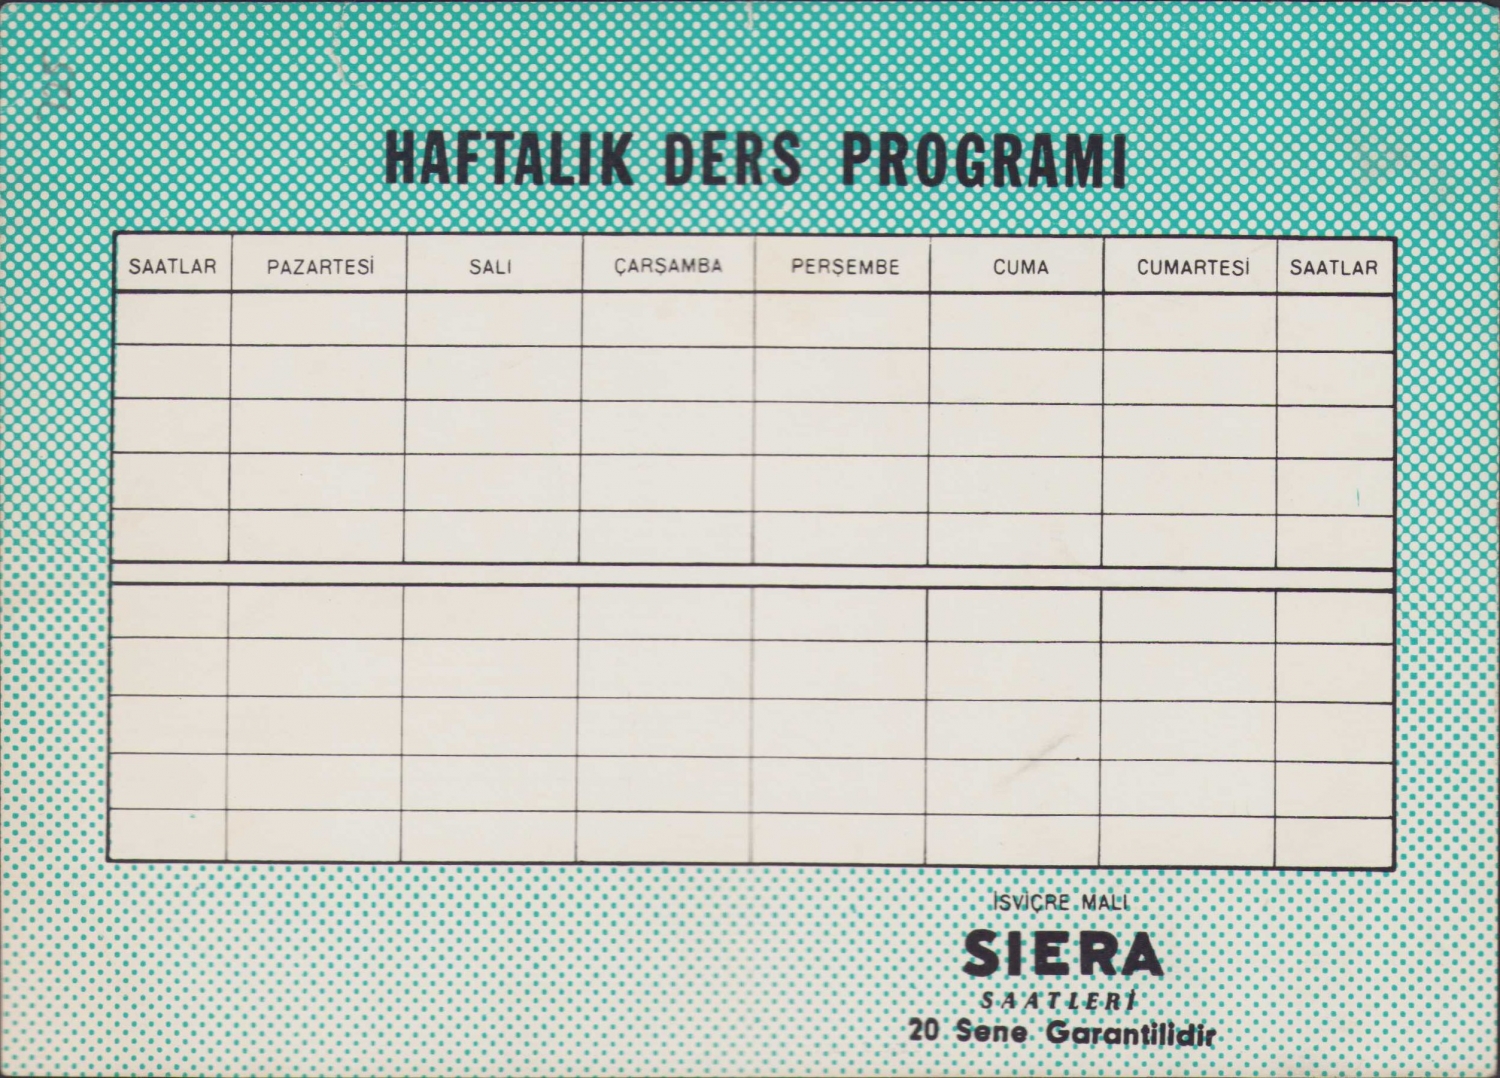 HAFTALIK DERS PROGRAMI
SAATLAR PAZARTESİ SALI ÇARŞAMBA PERŞEMBE CUMA CUMARTESİ SAATLAR
İSVİÇRE MALI
SIERA
SAATLERİ
20 Sene Garantilidir